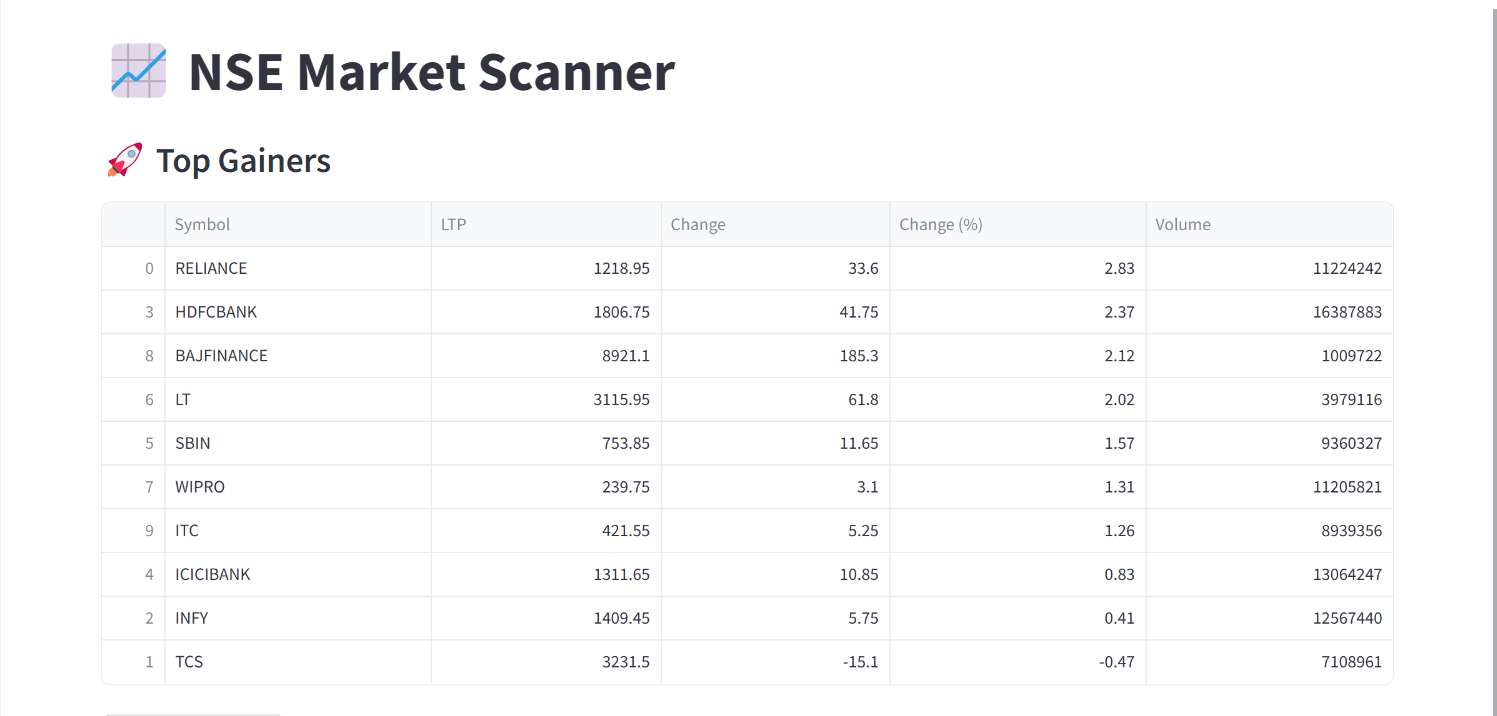 NSE Market Scanner
Top Gainers
Symbol LTP Change Change (%) Volume
0 RELIANCE 1218.95 33.6 2.83 11224242
3 HDFCBANK 1806.75 41.75 2.37 16387883
8 BAJFINANCE 8921.1 185.3 2.12 1009722
6 LT 3115.95 61.8 2.02 3979116
5 SBIN 753.85 11.65 1.57 9360327
7 WIPRO 239.75 3.1 1.31 11205821
9 ITC 421.55 5.25 1.26 8939356
4 ICICIBANK 1311.65 10.85 0.83 13064247
2 INFY 1409.45 5.75 0.41 12567440
1 TCS 3231.5 -15.1 -0.47 7108961